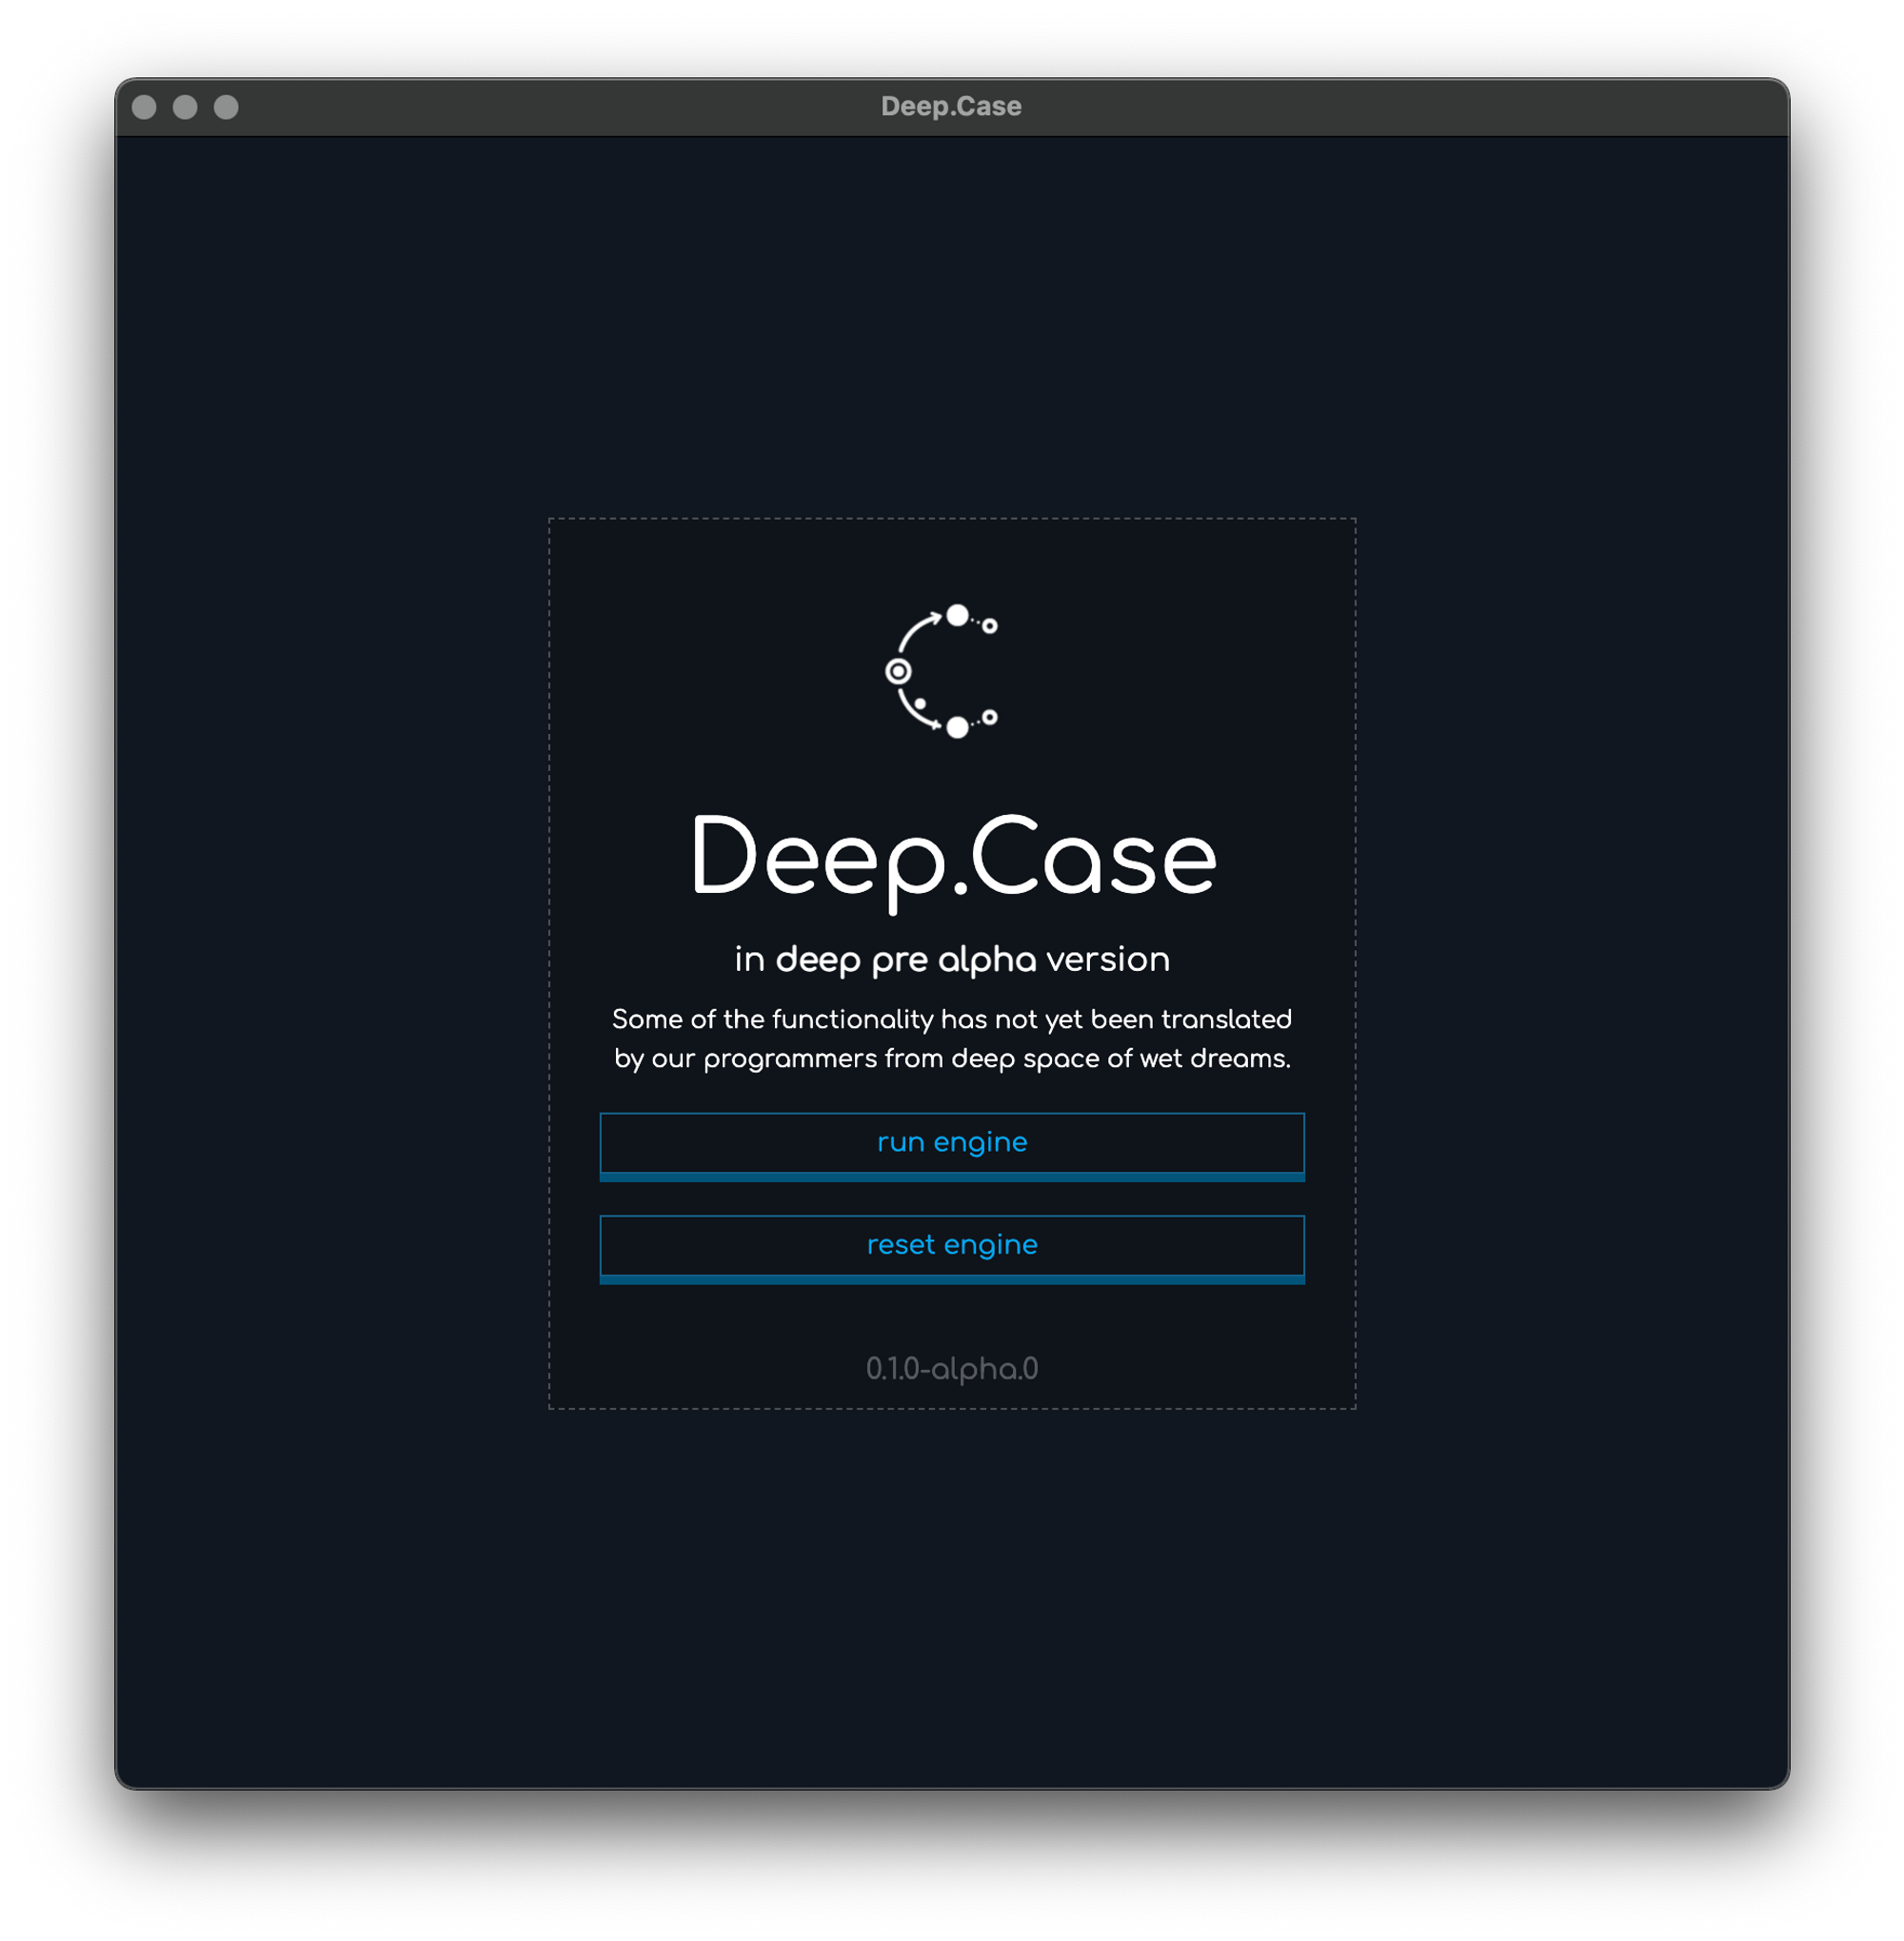 Deep.Case
Deep.Case
in deep pre alpha version
Some of the functionality has not yet been translated
by our programmers from deep space of wet dreams.
run engine
reset engine
0.1.0-alpha.0